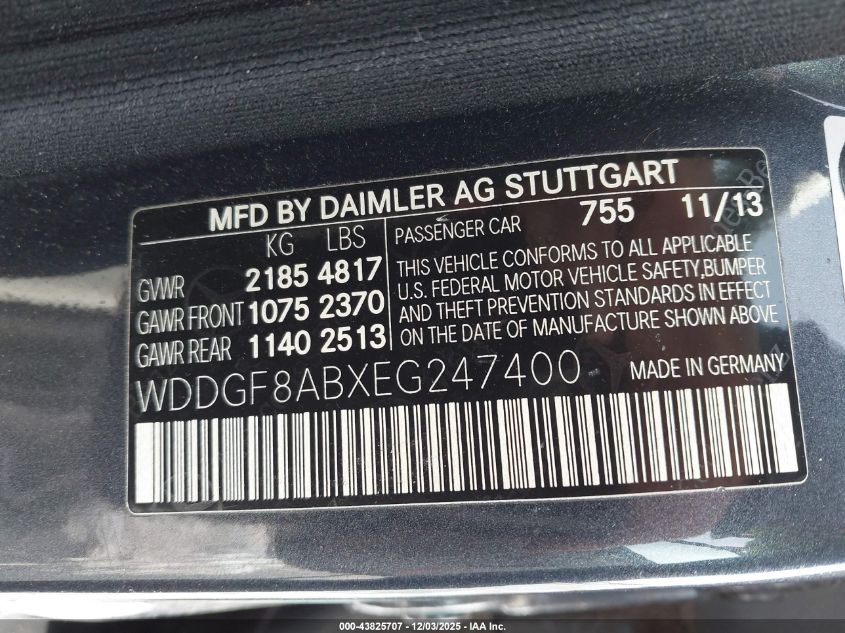 MFD BY DAIMLER AG STUTTGART
KG LBS
GVWR 2185 4817
GAWR FRONT 1075 2370
GAWR REAR 1140 2513
PASSENGER CAR 755 11/13
THIS VEHICLE CONFORMS TO ALL APPLICABLE
U.S. FEDERAL MOTOR VEHICLE SAFETY,BUMPER
AND THEFT PREVENTION STANDARDS IN EFFECT
ON THE DATE OF MANUFACTURE SHOWN ABOVE
WDDGF8ABXEG247400 MADE IN GERMANY
000-43825707 - 12/03/2025 - IAA Inc.